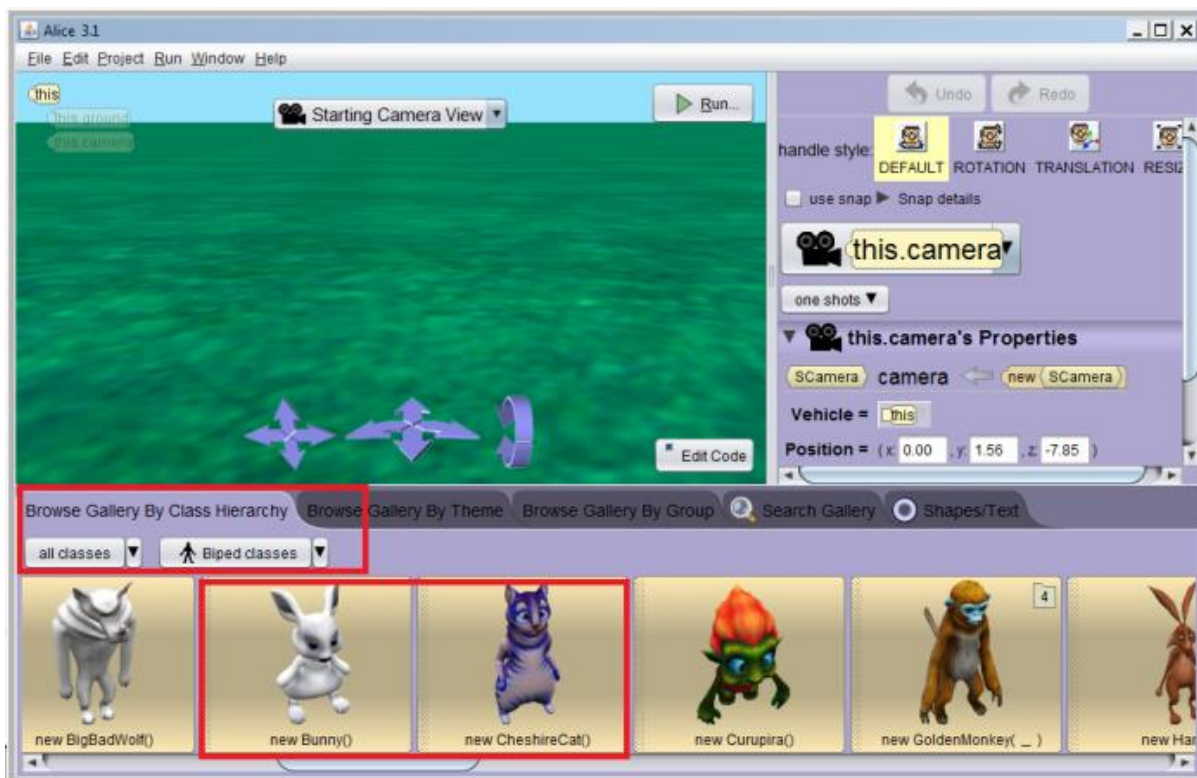 Alice 3.1
File Edit Project Run Window Help
this
this.ground
this.camera
Starting Camera View
Run...
Undo Redo
handle style:
DEFAULT ROTATION TRANSLATION RESIZ
use snap Snap details
this.camera
one shots
this.camera's Properties
SCamera camera new SCamera
Vehicle = this
Position = (x: 0.00 , y: 1.56 , z: -7.85 )
Edit Code
Browse Gallery By Class Hierarchy Browse Gallery By Theme Browse Gallery By Group Search Gallery Shapes/Text
all classes Biped classes
4
new BigBadWolf() new Bunny() new CheshireCat() new Curupira() new GoldenMonkey( _ ) new Har